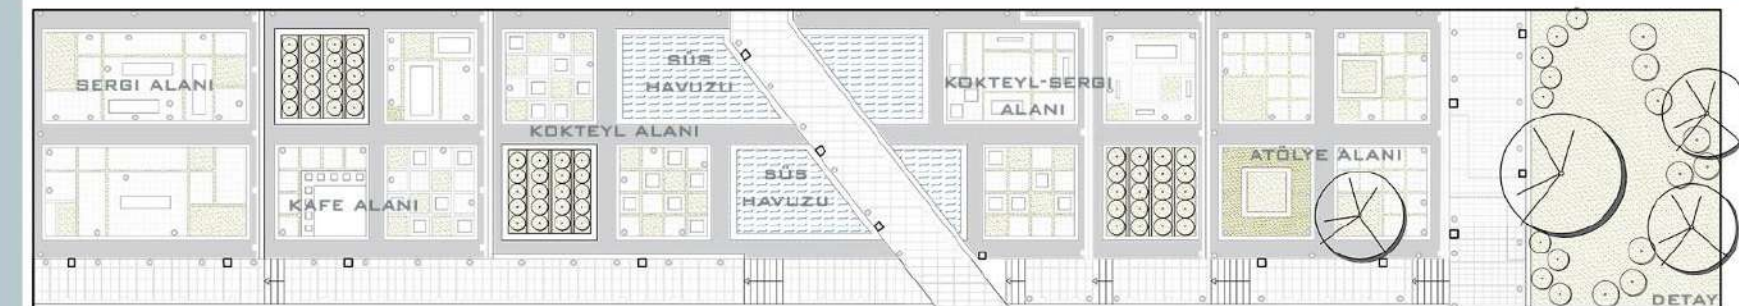 SERGI ALANI
SÜS
HAVUZU
KOKTEYL-SERGI
ALANI
KOKTEYL ALANI
ATÖLYE ALANI
SÜS
HAVUZU
KAFE ALANI
DETAY